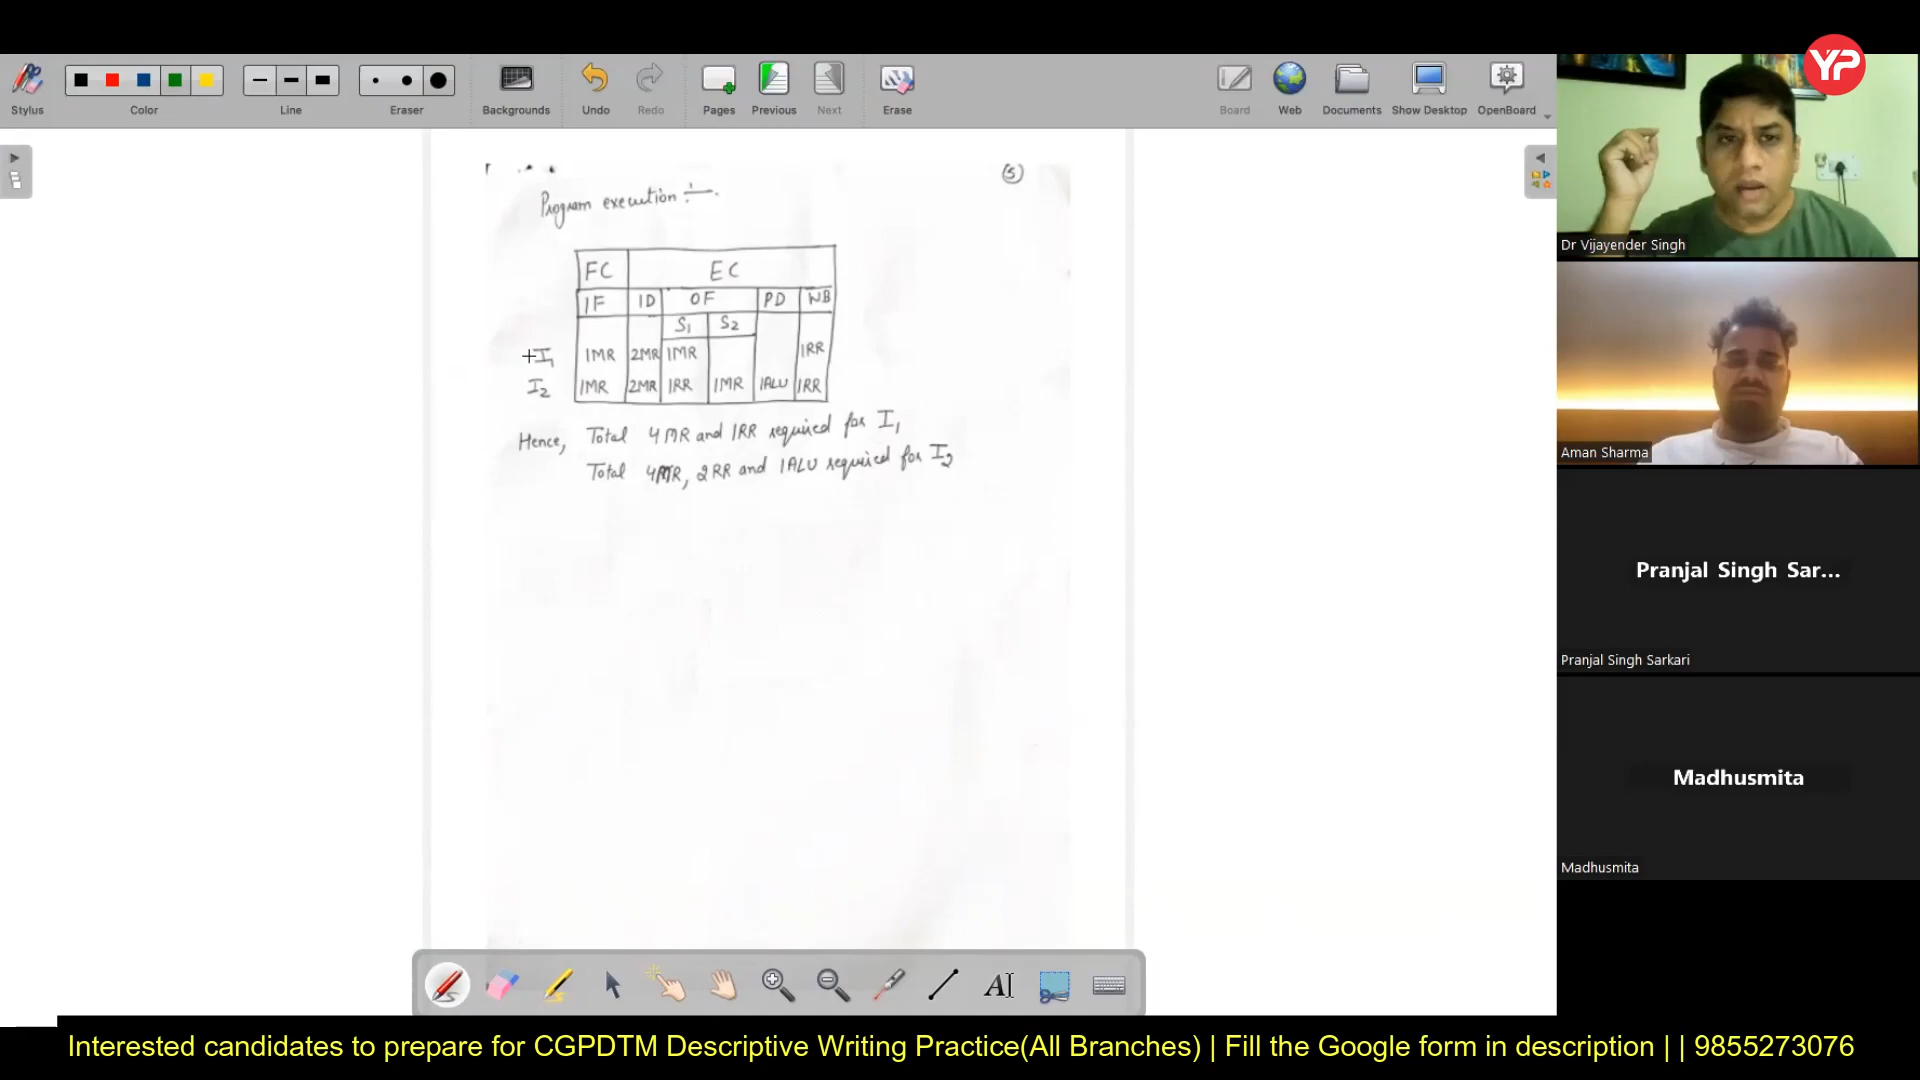 YP
Stylus
Color
Line
Eraser
Backgrounds
Undo
Redo
Pages
Previous
Next
Erase
Board
Web
Documents
Show Desktop
OpenBoard
5
Program execution ÷
FC EC
IF ID OF PD WB
S1 S2
I1 1MR 2MR 1MR 1RR
I2 1MR 2MR 1RR 1MR 1ALU 1RR
Hence, Total 4MR and 1RR required for I1
Total 4MR, 2RR and 1ALU required for I2
AI
Dr Vijayender Singh
Aman Sharma
Pranjal Singh Sar...
Pranjal Singh Sarkari
Madhusmita
Madhusmita
Interested candidates to prepare for CGPDTM Descriptive Writing Practice(All Branches) | Fill the Google form in description | | 9855273076